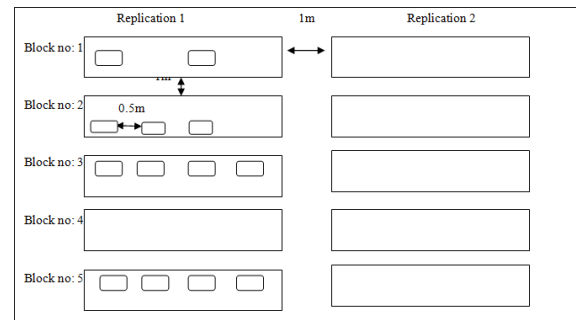 Replication 1 1m Replication 2
Block no: 1
Block no: 2
0.5m
Block no: 3
Block no: 4
Block no: 5